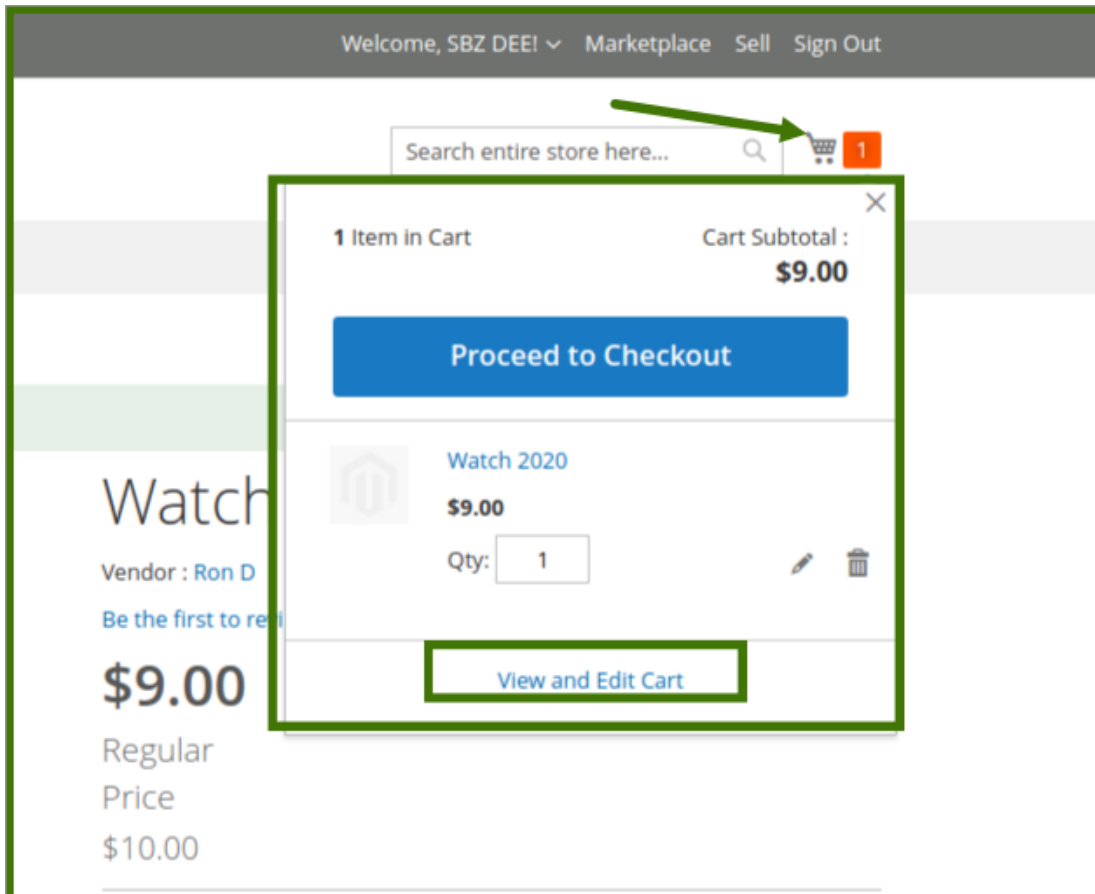 Welcome, SBZ DEE! Marketplace Sell Sign Out
Search entire store here...
1
1 Item in Cart
Cart Subtotal :
$9.00
Proceed to Checkout
Watch 2020
$9.00
Qty: 1
View and Edit Cart
Watch
Vendor : Ron D
Be the first to revi
$9.00
Regular
Price
$10.00